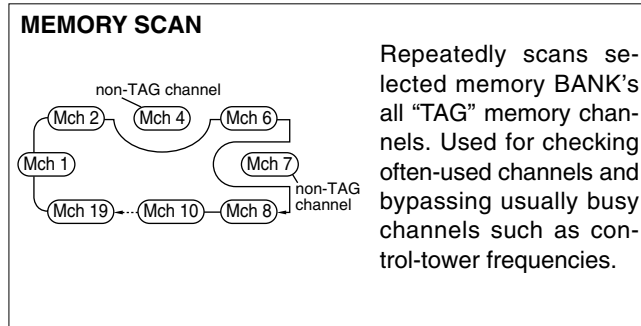 MEMORY SCAN
non-TAG channel
Mch 2
Mch 4
Mch 6
Mch 1
Mch 7
non-TAG
channel
Mch 19
Mch 10
Mch 8
Repeatedly scans se-
lected memory BANK's
all “TAG” memory chan-
nels. Used for checking
often-used channels and
bypassing usually busy
channels such as con-
trol-tower frequencies.